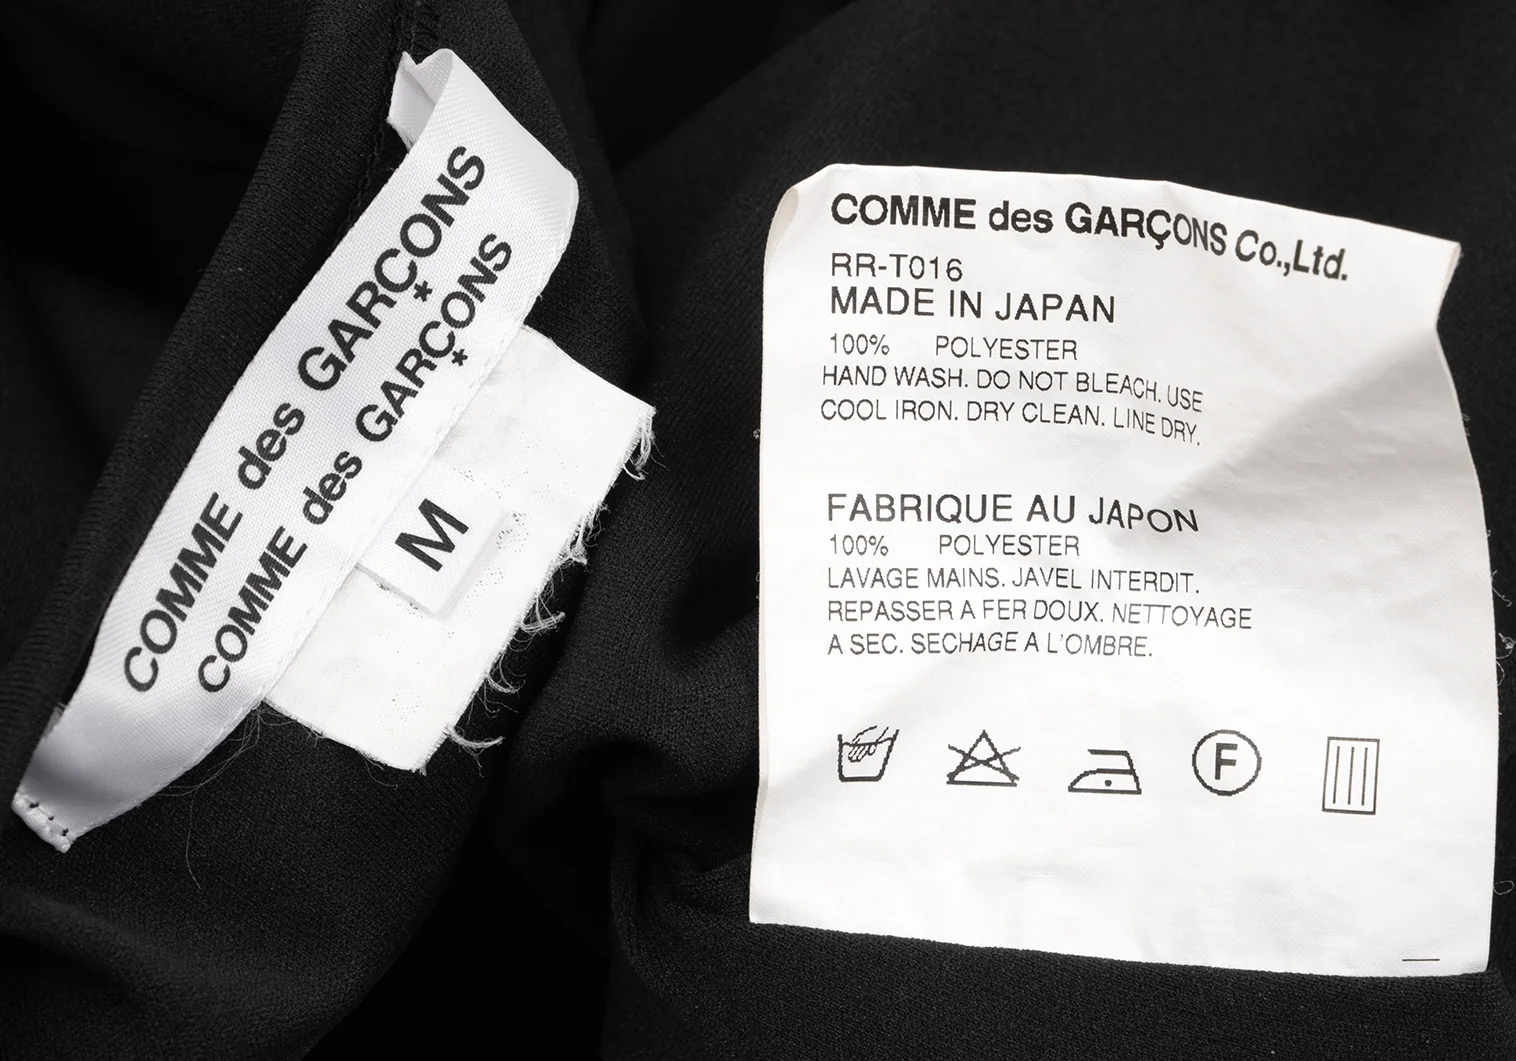 COMME des GARÇONS
COMME des GARÇONS
M
COMME des GARÇONS Co.,Ltd.
RR-T016
MADE IN JAPAN
100% POLYESTER
HAND WASH. DO NOT BLEACH. USE
COOL IRON. DRY CLEAN. LINE DRY.
FABRIQUE AU JAPON
100% POLYESTER
LAVAGE MAINS. JAVEL INTERDIT.
REPASSER A FER DOUX. NETTOYAGE
A SEC. SECHAGE A L'OMBRE.
F